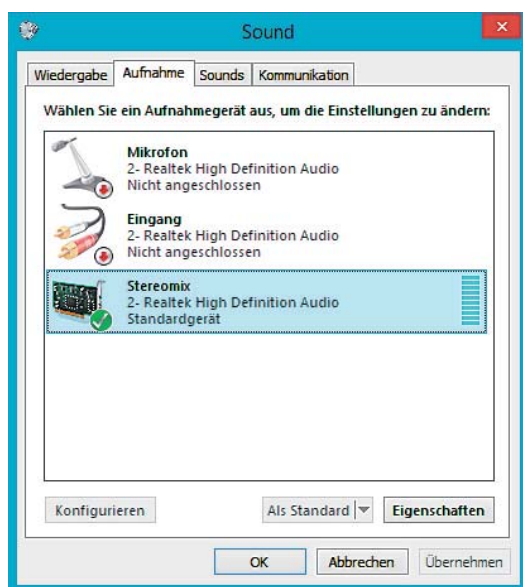 Sound
Wiedergabe Aufnahme Sounds Kommunikation
Wählen Sie ein Aufnahmegerät aus, um die Einstellungen zu ändern:
Mikrofon
2- Realtek High Definition Audio
Nicht angeschlossen
Eingang
2- Realtek High Definition Audio
Nicht angeschlossen
Stereomix
2- Realtek High Definition Audio
Standardgerät
Konfigurieren Als Standard Eigenschaften
OK Abbrechen Übernehmen